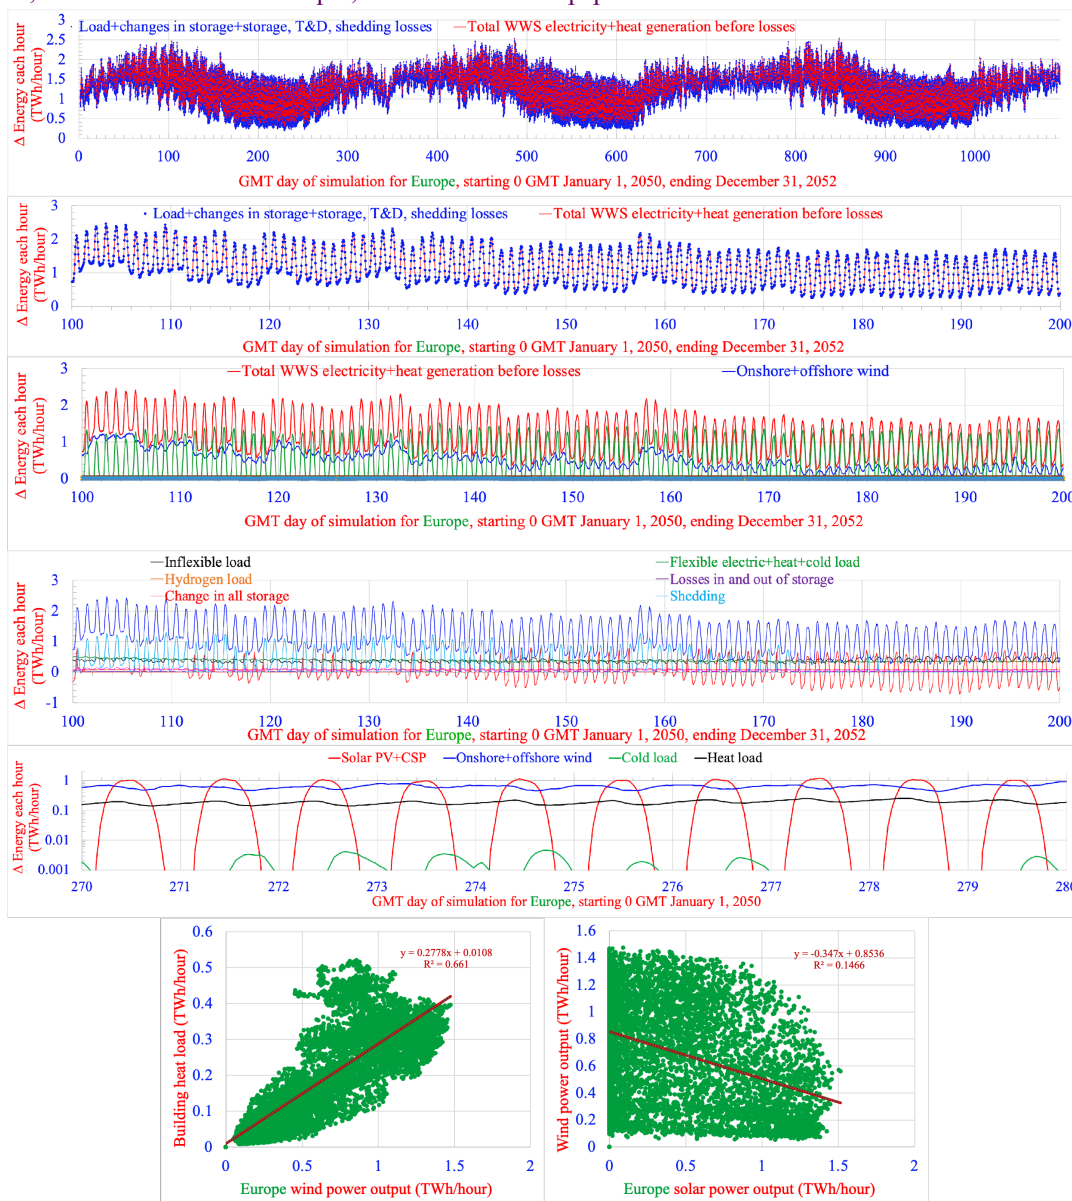 3
2.5
2
1.5
1
0.5
0
Δ Energy each hour
(TWh/hour)
Load+changes in storage+storage, T&D, shedding losses
Total WWS electricity+heat generation before losses
0 100 200 300 400 500 600 700 800 900 1000
GMT day of simulation for Europe, starting 0 GMT January 1, 2050, ending December 31, 2052
3
2
1
0
Δ Energy each hour
(TWh/hour)
Load+changes in storage+storage, T&D, shedding losses
Total WWS electricity+heat generation before losses
100 110 120 130 140 150 160 170 180 190 200
GMT day of simulation for Europe, starting 0 GMT January 1, 2050, ending December 31, 2052
3
2
1
0
Δ Energy each hour
(TWh/hour)
Total WWS electricity+heat generation before losses
Onshore+offshore wind
100 110 120 130 140 150 160 170 180 190 200
GMT day of simulation for Europe, starting 0 GMT January 1, 2050, ending December 31, 2052
Inflexible load
Flexible electric+heat+cold load
Hydrogen load
Losses in and out of storage
Change in all storage
Shedding
3
2
1
0
-1
Δ Energy each hour
(TWh/hour)
100 110 120 130 140 150 160 170 180 190 200
GMT day of simulation for Europe, starting 0 GMT January 1, 2050, ending December 31, 2052
Solar PV+CSP Onshore+offshore wind Cold load Heat load
1
0.1
0.01
0.001
Δ Energy each hour
(TWh/hour)
270 271 272 273 274 275 276 277 278 279 280
GMT day of simulation for Europe, starting 0 GMT January 1, 2050
0.6
0.5
0.4
0.3
0.2
0.1
0
Building heat load (TWh/hour)
y = 0.2778x + 0.0108
R² = 0.661
0 0.5 1 1.5 2
Europe wind power output (TWh/hour)
1.6
1.4
1.2
1
0.8
0.6
0.4
0.2
0
Wind power output (TWh/hour)
y = -0.347x + 0.8536
R² = 0.1466
0 0.5 1 1.5 2
Europe solar power output (TWh/hour)